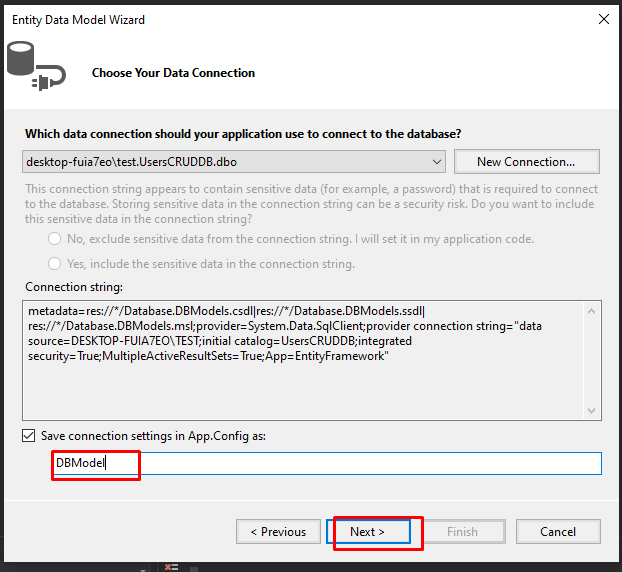 Entity Data Model Wizard
Choose Your Data Connection
Which data connection should your application use to connect to the database?
desktop-fuia7eo\test.UsersCRUDDB.dbo
New Connection...
This connection string appears to contain sensitive data (for example, a password) that is required to connect
to the database. Storing sensitive data in the connection string can be a security risk. Do you want to include
this sensitive data in the connection string?
No, exclude sensitive data from the connection string. I will set it in my application code.
Yes, include the sensitive data in the connection string.
Connection string:
metadata=res://*/Database.DBModels.csdl|res://*/Database.DBModels.ssdl|
res://*/Database.DBModels.msl;provider=System.Data.SqlClient;provider connection string="data
source=DESKTOP-FUIA7EO\TEST;initial catalog=UsersCRUDDB;integrated
security=True;MultipleActiveResultSets=True;App=EntityFramework"
Save connection settings in App.Config as:
DBModel
< Previous
Next >
Finish
Cancel